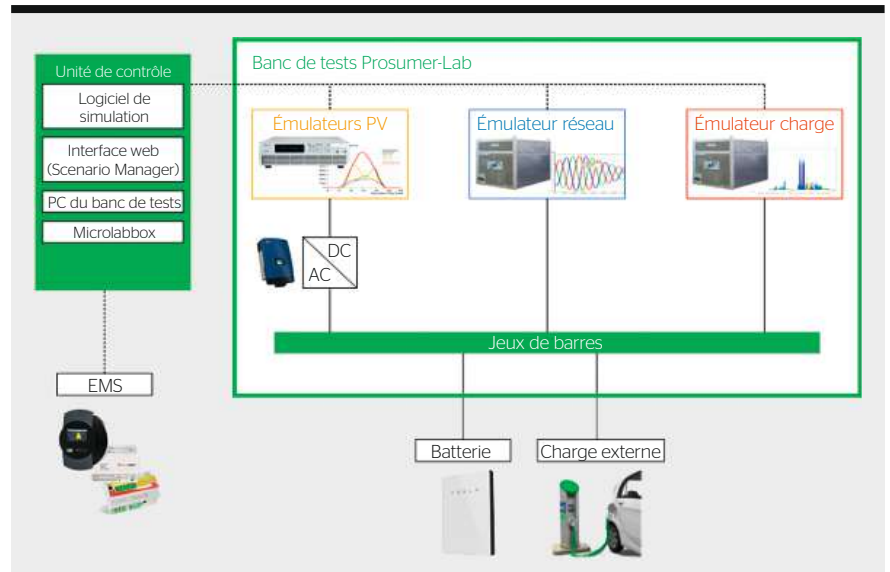 Unité de contrôle
Logiciel de
simulation
Interface web
(Scenario Manager)
PC du banc de tests
Microlabbox
EMS
Banc de tests Prosumer-Lab
Émulateurs PV
Émulateur réseau
Émulateur charge
DC
AC
Jeux de barres
Batterie
Charge externe
TESLA